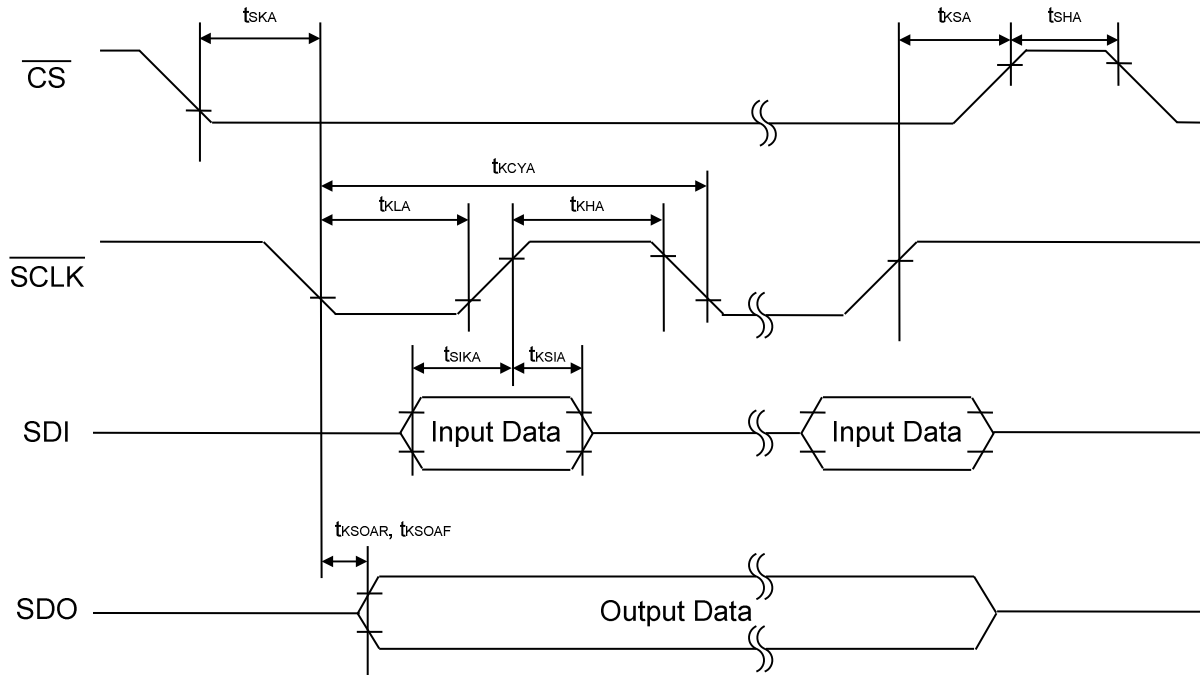 tSKA
tKSA
tSHA
CS
tKCYA
tKLA
tKHA
SCLK
tSIKA
tKSIA
SDI
Input Data
Input Data
tKSOAR, tKSOAF
SDO
Output Data